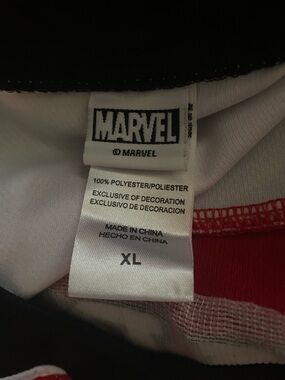 MARVEL
© MARVEL
100% POLYESTER/POLIESTER
EXCLUSIVE OF DECORATION
EXCLUSIVO DE DECORACION
MADE IN CHINA
HECHO EN CHINA
XL